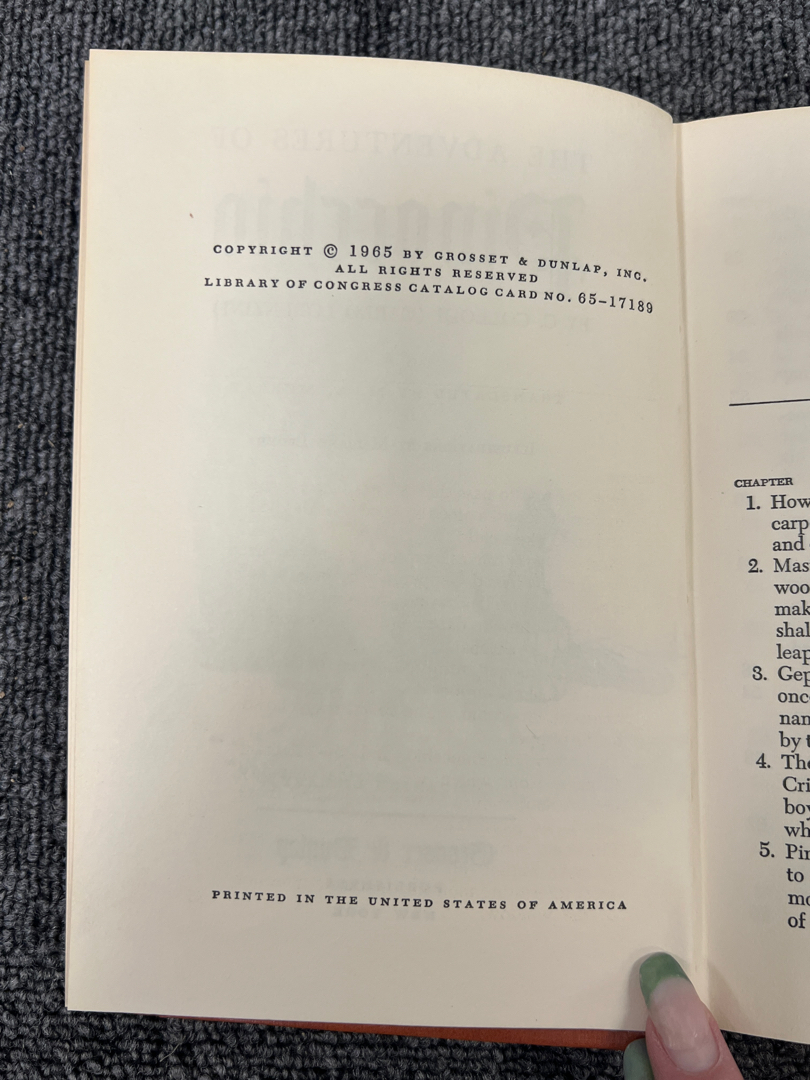 COPYRIGHT © 1965 BY GROSSET & DUNLAP, INC.
ALL RIGHTS RESERVED
LIBRARY OF CONGRESS CATALOG CARD NO. 65–17189
PRINTED IN THE UNITED STATES OF AMERICA
CHAPTER
1. How
carp
and
2. Mas
woo
mak
shal
leap
3. Gep
onc
nam
by t
4. The
Cri
boy
wh
5. Pin
to
mo
of